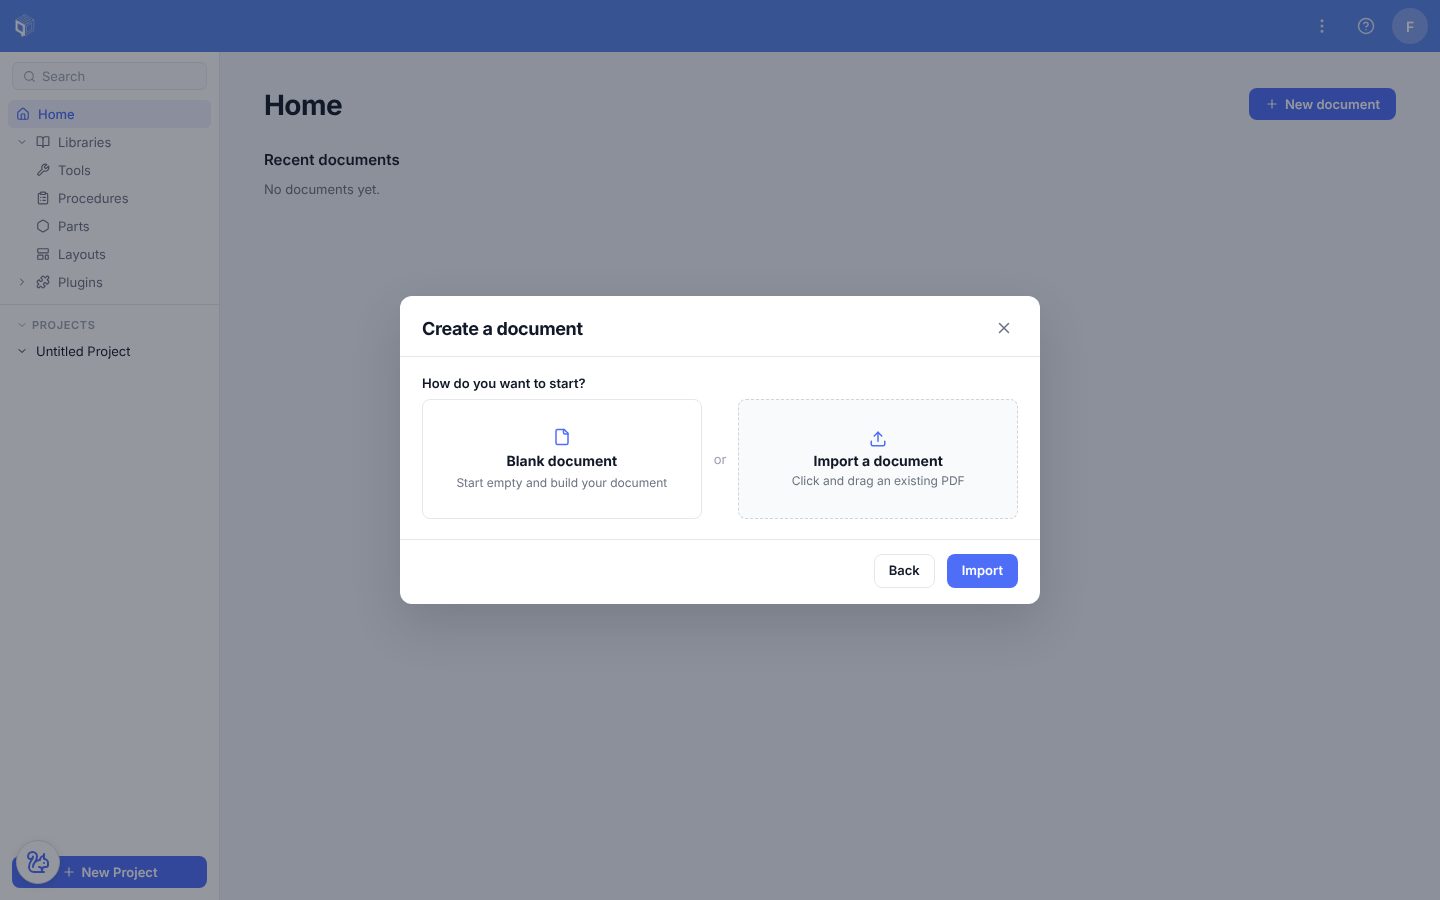 F
Search
Home
Libraries
Tools
Procedures
Parts
Layouts
Plugins
PROJECTS
Untitled Project
New Project
Home
New document
Recent documents
No documents yet.
Create a document
How do you want to start?
Blank document
Start empty and build your document
or
Import a document
Click and drag an existing PDF
Back
Import